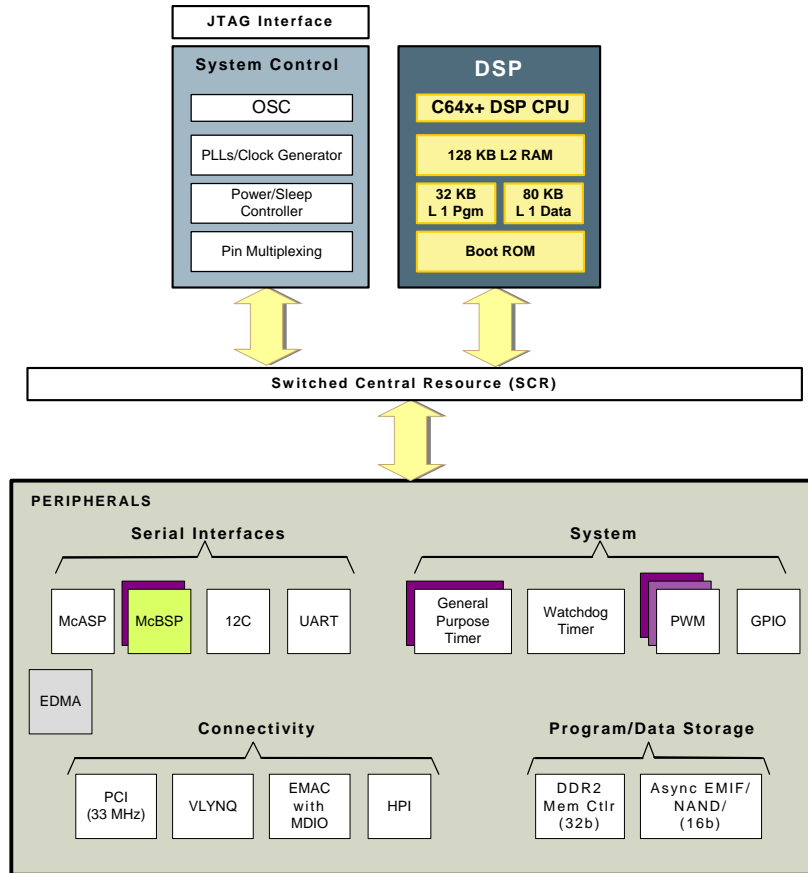 JTAG Interface
System Control
OSC
PLLs/Clock Generator
Power/Sleep
Controller
Pin Multiplexing
DSP
C64x+ DSP CPU
128 KB L2 RAM
32 KB
L 1 Pgm
80 KB
L 1 Data
Boot ROM
Switched Central Resource (SCR)
PERIPHERALS
Serial Interfaces
McASP
McBSP
12C
UART
System
General
Purpose
Timer
Watchdog
Timer
PWM
GPIO
EDMA
Connectivity
PCI
(33 MHz)
VLYNQ
EMAC
with
MDIO
HPI
Program/Data Storage
DDR2
Mem Ctlr
(32b)
Async EMIF/
NAND/
(16b)